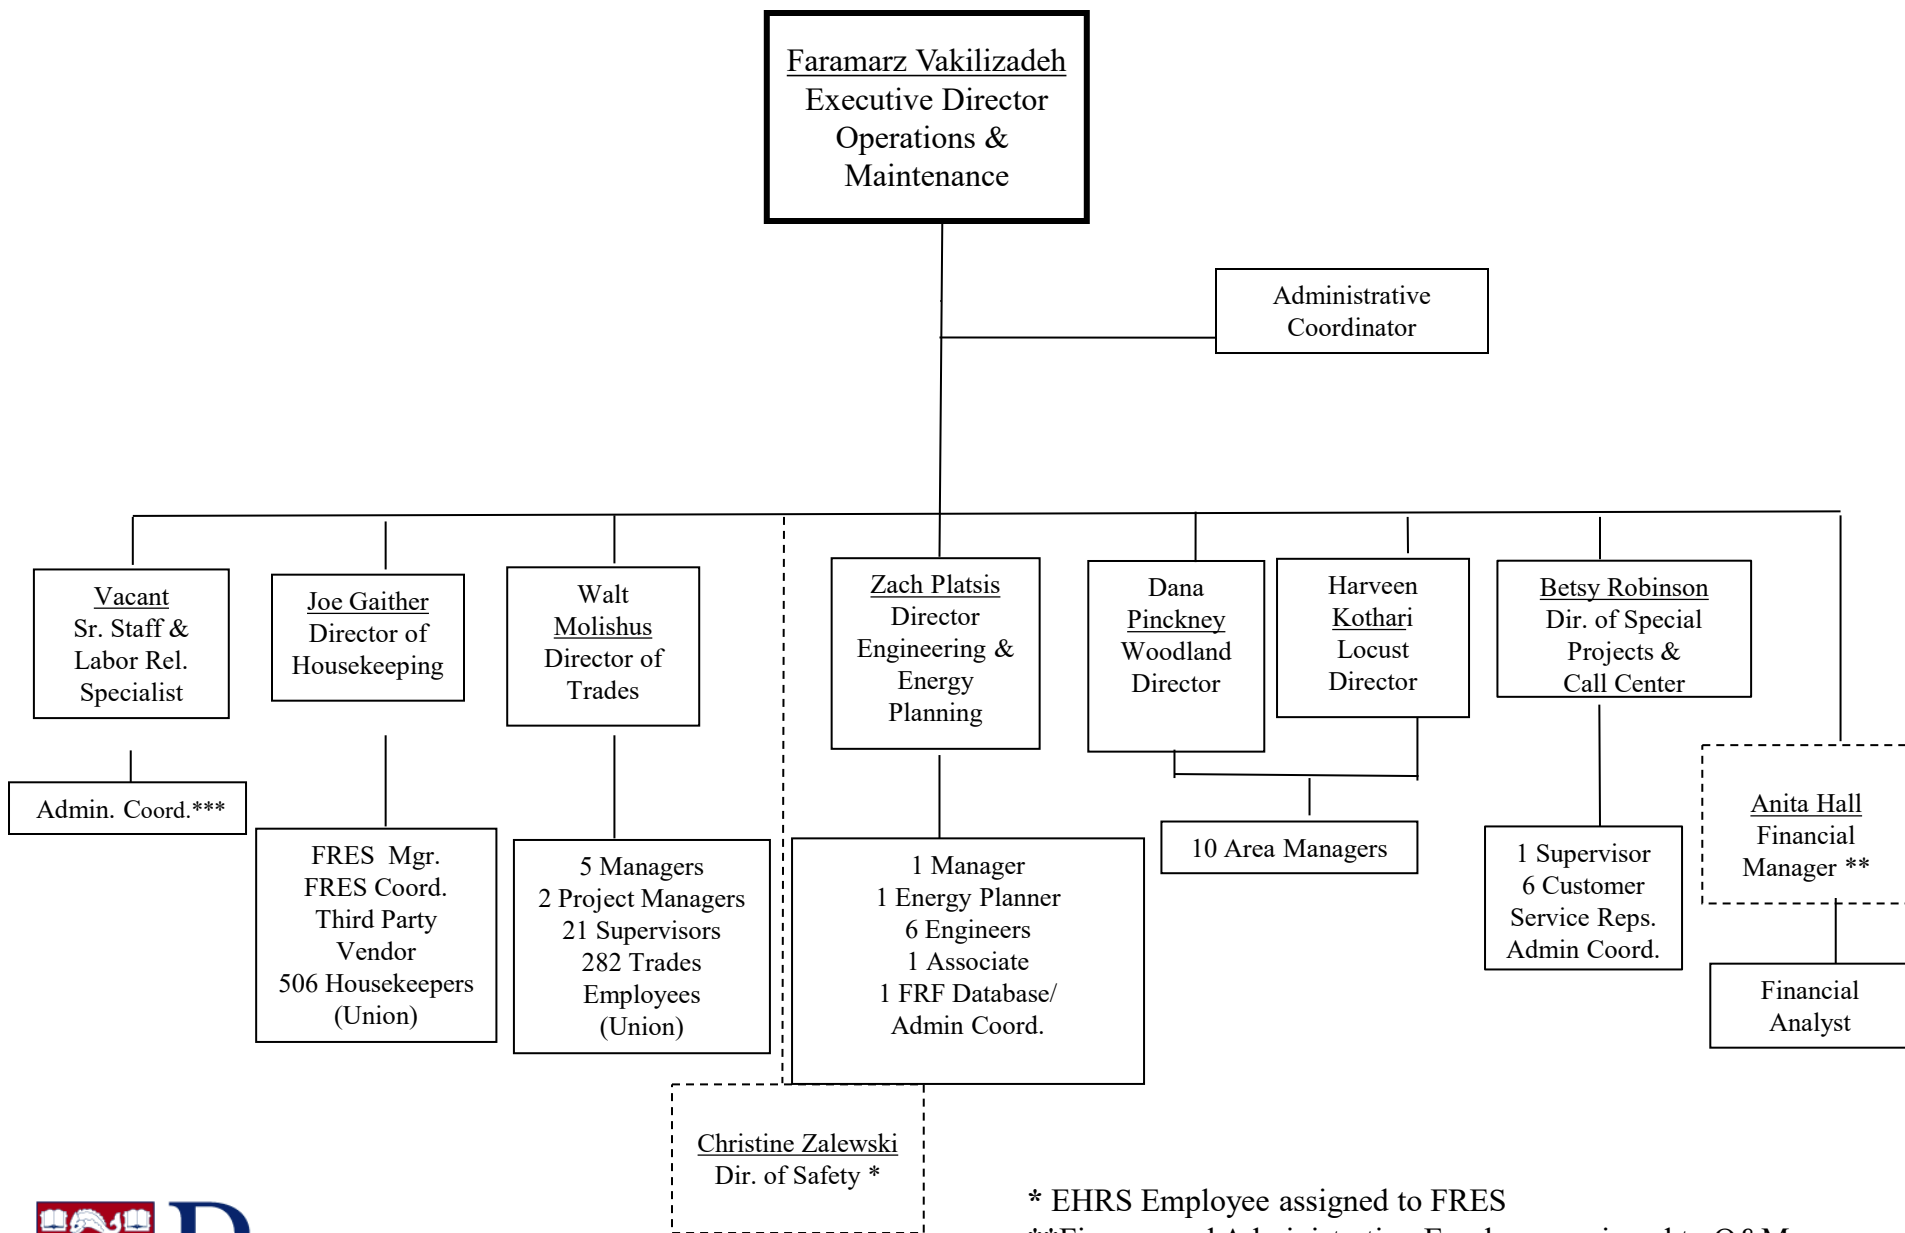 Faramarz Vakilizadeh
Executive Director
Operations &
Maintenance
Administrative
Coordinator
Vacant
Sr. Staff &
Labor Rel.
Specialist
Joe Gaither
Director of
Housekeeping
Walt
Molishus
Director of
Trades
Zach Platsis
Director
Engineering &
Energy
Planning
Dana
Pinckney
Woodland
Director
Harveen
Kothari
Locust
Director
Betsy Robinson
Dir. of Special
Projects &
Call Center
Anita Hall
Financial
Manager **
Admin. Coord.***
FRES Mgr.
FRES Coord.
Third Party
Vendor
506 Housekeepers
(Union)
5 Managers
2 Project Managers
21 Supervisors
282 Trades
Employees
(Union)
1 Manager
1 Energy Planner
6 Engineers
1 Associate
1 FRF Database/
Admin Coord.
10 Area Managers
1 Supervisor
6 Customer
Service Reps.
Admin Coord.
Financial
Analyst
Christine Zalewski
Dir. of Safety *
* EHRS Employee assigned to FRES